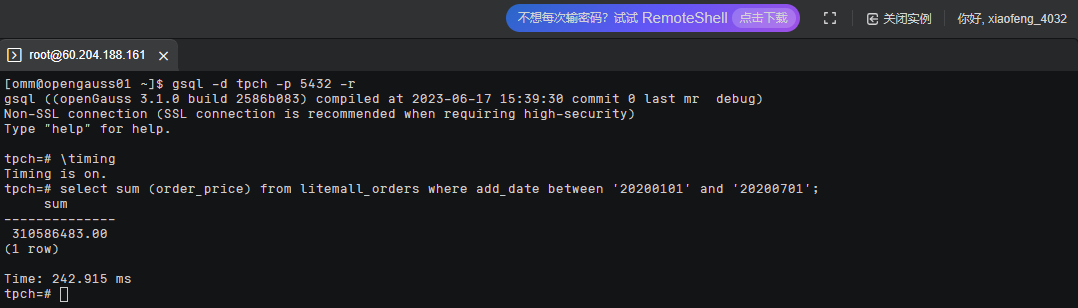 不想每次输密码？试试 RemoteShell 点击下载 关闭实例 你好, xiaofeng_4032
root@60.204.188.161
[omm@opengauss01 ~]$ gsql -d tpch -p 5432 -r
gsql ((openGauss 3.1.0 build 2586b083) compiled at 2023-06-17 15:39:30 commit 0 last mr  debug)
Non-SSL connection (SSL connection is recommended when requiring high-security)
Type "help" for help.
tpch=# \timing
Timing is on.
tpch=# select sum (order_price) from litemall_orders where add_date between '20200101' and '20200701';
sum
--------------
310586483.00
(1 row)
Time: 242.915 ms
tpch=#